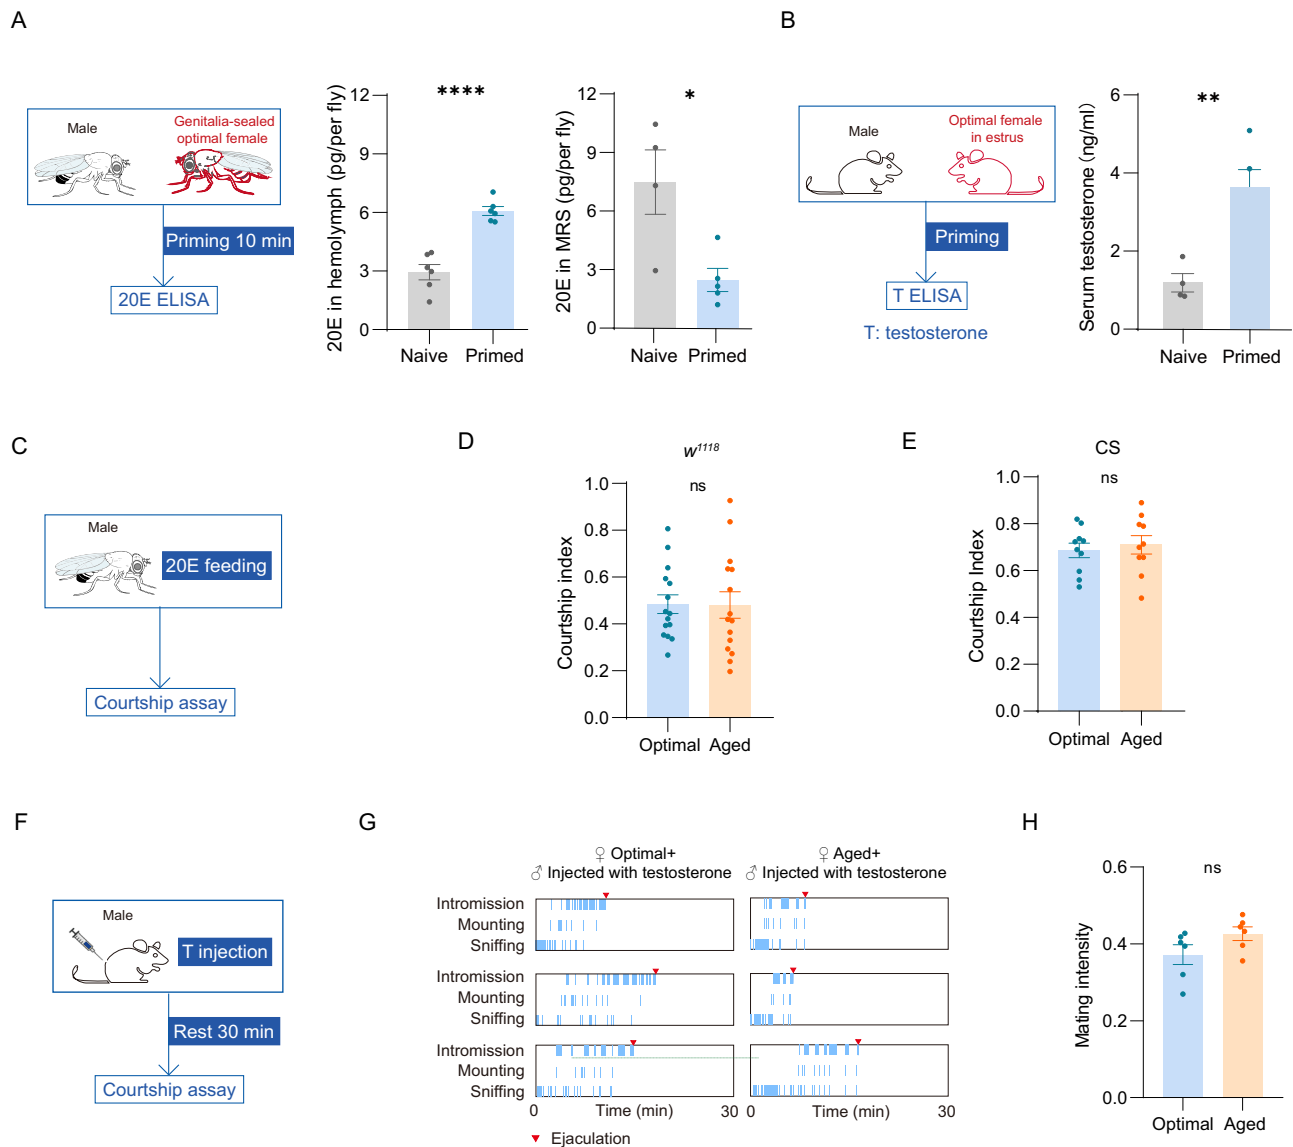 A
Male
Genitalia-sealed
optimal female
Priming 10 min
20E ELISA
20E in hemolymph (pg/per fly)
12
9
6
3
0
****
Naive
Primed
20E in MRS (pg/per fly)
12
9
6
3
0
*
Naive
Primed
B
Male
Optimal female
in estrus
Priming
T ELISA
T: testosterone
Serum testosterone (ng/ml)
6
4
2
0
**
Naive
Primed
C
Male
20E feeding
Courtship assay
D
w1118
ns
Courtship index
1.0
0.8
0.6
0.4
0.2
0.0
Optimal
Aged
E
CS
ns
Courtship Index
1.0
0.8
0.6
0.4
0.2
0.0
Optimal
Aged
F
Male
T injection
Rest 30 min
Courtship assay
G
♀ Optimal+
♂ Injected with testosterone
♀ Aged+
♂ Injected with testosterone
Intromission
Mounting
Sniffing
Intromission
Mounting
Sniffing
Intromission
Mounting
Sniffing
0 Time (min) 30
0 Time (min) 30
▼ Ejaculation
H
ns
Mating intensity
0.6
0.4
0.2
0.0
Optimal
Aged